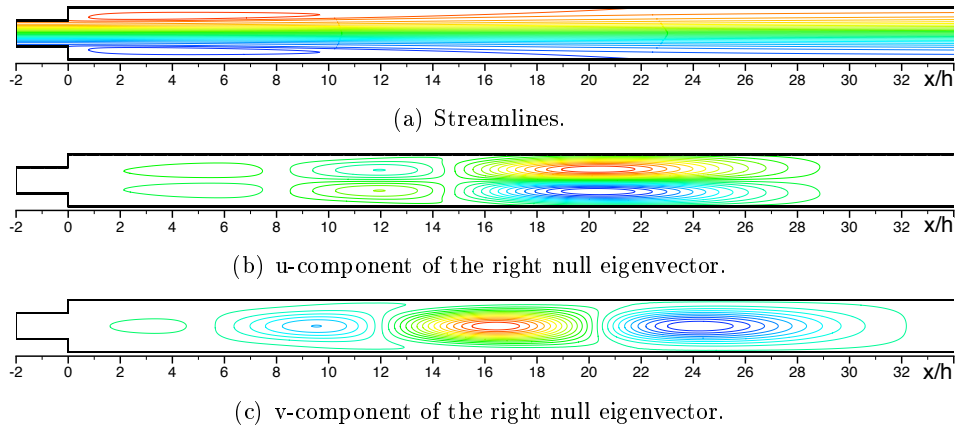 -2 0 2 4 6 8 10 12 14 16 18 20 22 24 26 28 30 32 x/h
(a) Streamlines.
-2 0 2 4 6 8 10 12 14 16 18 20 22 24 26 28 30 32 x/h
(b) u-component of the right null eigenvector.
-2 0 2 4 6 8 10 12 14 16 18 20 22 24 26 28 30 32 x/h
(c) v-component of the right null eigenvector.